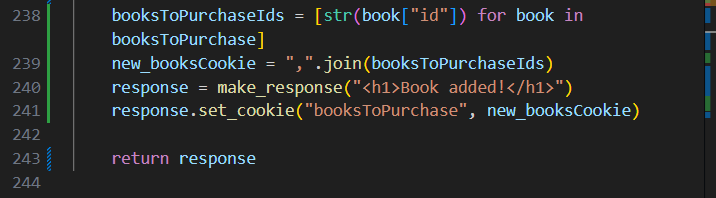 238 booksToPurchaseIds = [str(book["id"]) for book in
booksToPurchase]
239 new_booksCookie = ",".join(booksToPurchaseIds)
240 response = make_response("<h1>Book added!</h1>")
241 response.set_cookie("booksToPurchase", new_booksCookie)
242
243 return response
244